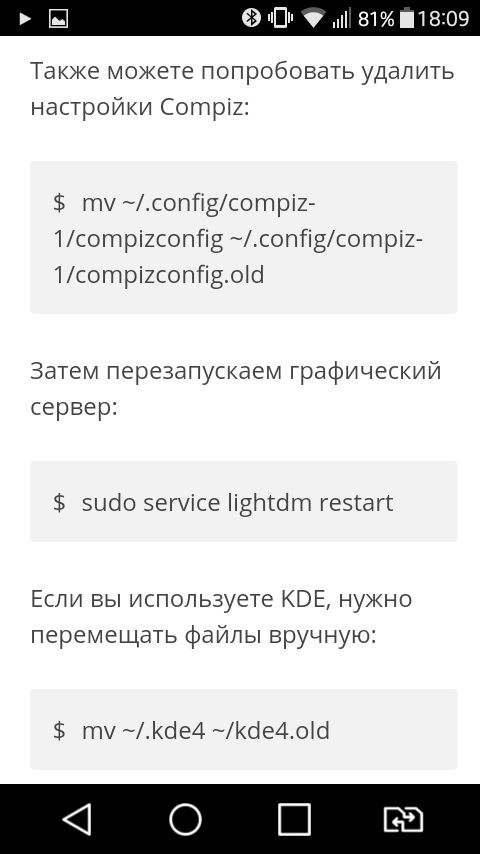 81% 18:09
Также можете попробовать удалить
настройки Compiz:
$ mv ~/.config/compiz-
1/compizconfig ~/.config/compiz-
1/compizconfig.old
Затем перезапускаем графический
сервер:
$ sudo service lightdm restart
Если вы используете KDE, нужно
перемещать файлы вручную:
$ mv ~/.kde4 ~/kde4.old